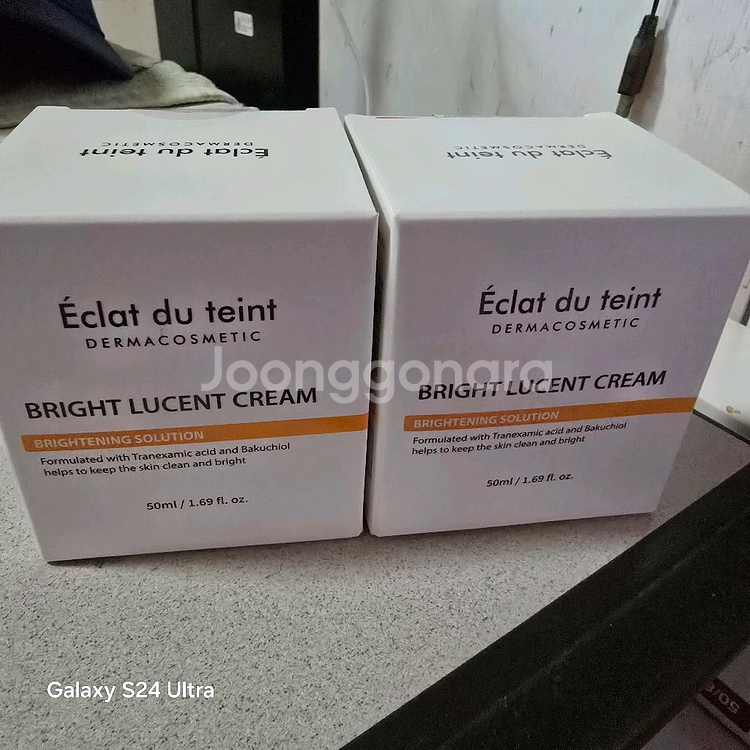 Éclat du teint
DERMACOSMETIC
Éclat du teint
DERMACOSMETIC
Éclat du teint
DERMACOSMETIC
BRIGHT LUCENT CREAM
BRIGHTENING SOLUTION
Formulated with Tranexamic acid and Bakuchiol
helps to keep the skin clean and bright
50ml / 1.69 fl. oz.
Éclat du teint
DERMACOSMETIC
BRIGHT LUCENT CREAM
BRIGHTENING SOLUTION
Formulated with Tranexamic acid and Bakuchiol
helps to keep the skin clean and bright
50ml / 1.69 fl. oz.
Joonggonara
Galaxy S24 Ultra